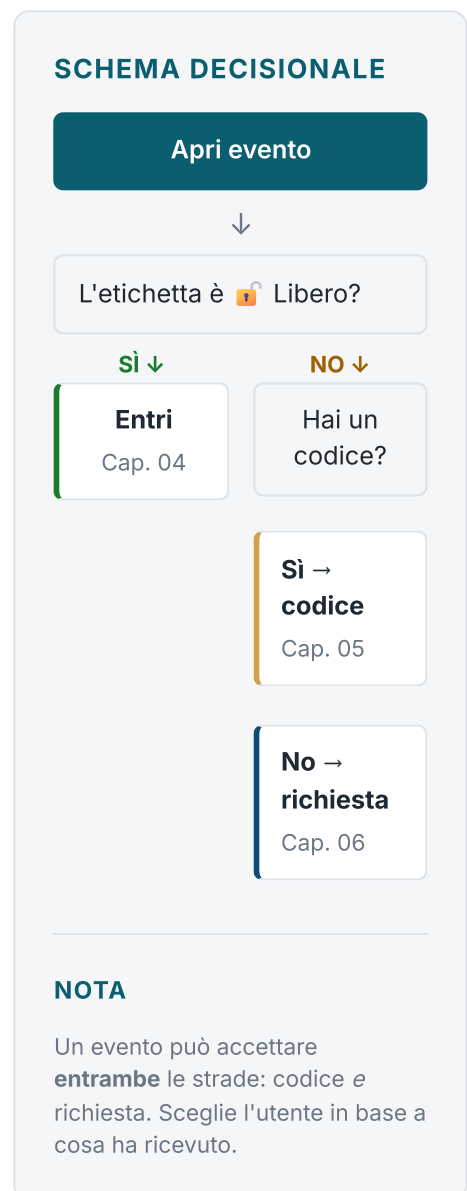 SCHEMA DECISIONALE
Apri evento
↓
L'etichetta è 🔓 Libero?
SÌ ↓
Entri
Cap. 04
NO ↓
Hai un
codice?
Sì →
codice
Cap. 05
No →
richiesta
Cap. 06
NOTA
Un evento può accettare
entrambe le strade: codice e
richiesta. Sceglie l'utente in base a
cosa ha ricevuto.